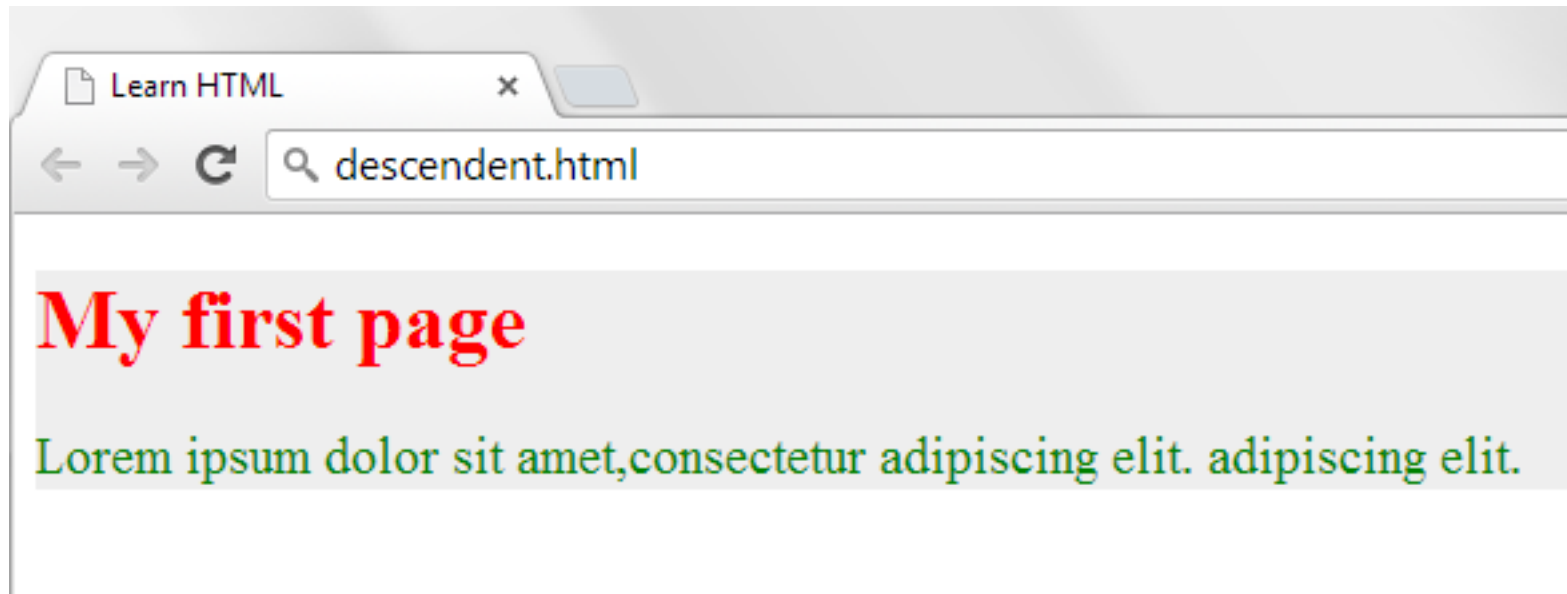 Learn HTML
descendent.html
My first page
Lorem ipsum dolor sit amet,consectetur adipiscing elit. adipiscing elit.